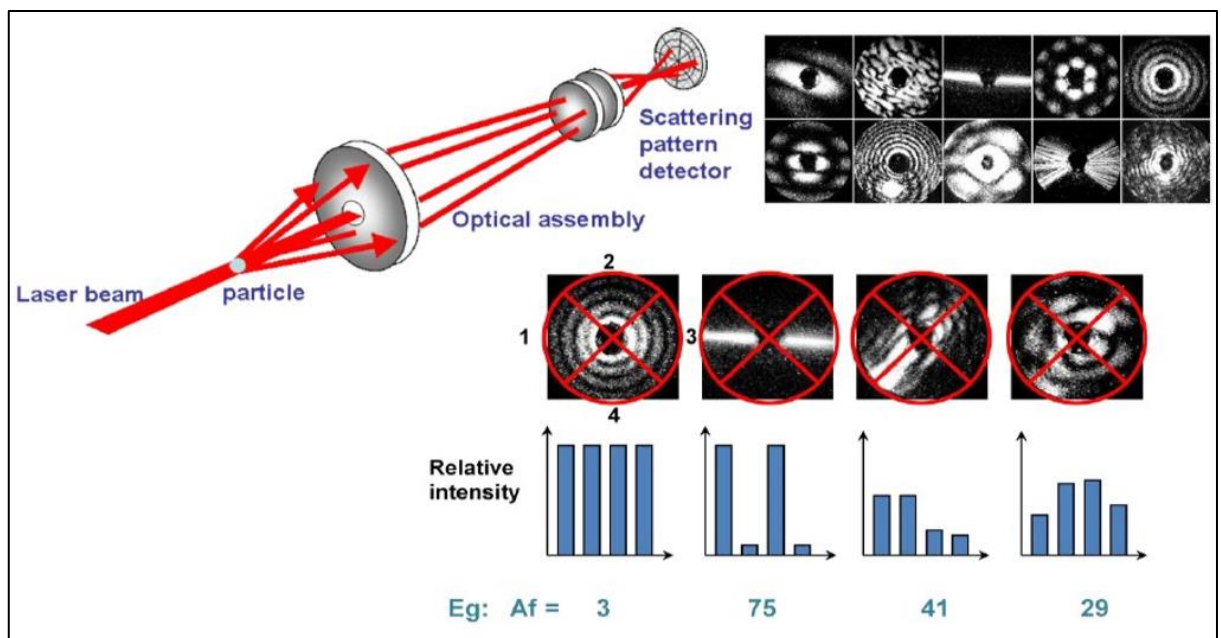 Scattering
pattern
detector
Optical assembly
Laser beam
particle
2
1
3
4
Relative
intensity
Eg: Af = 3 75 41 29